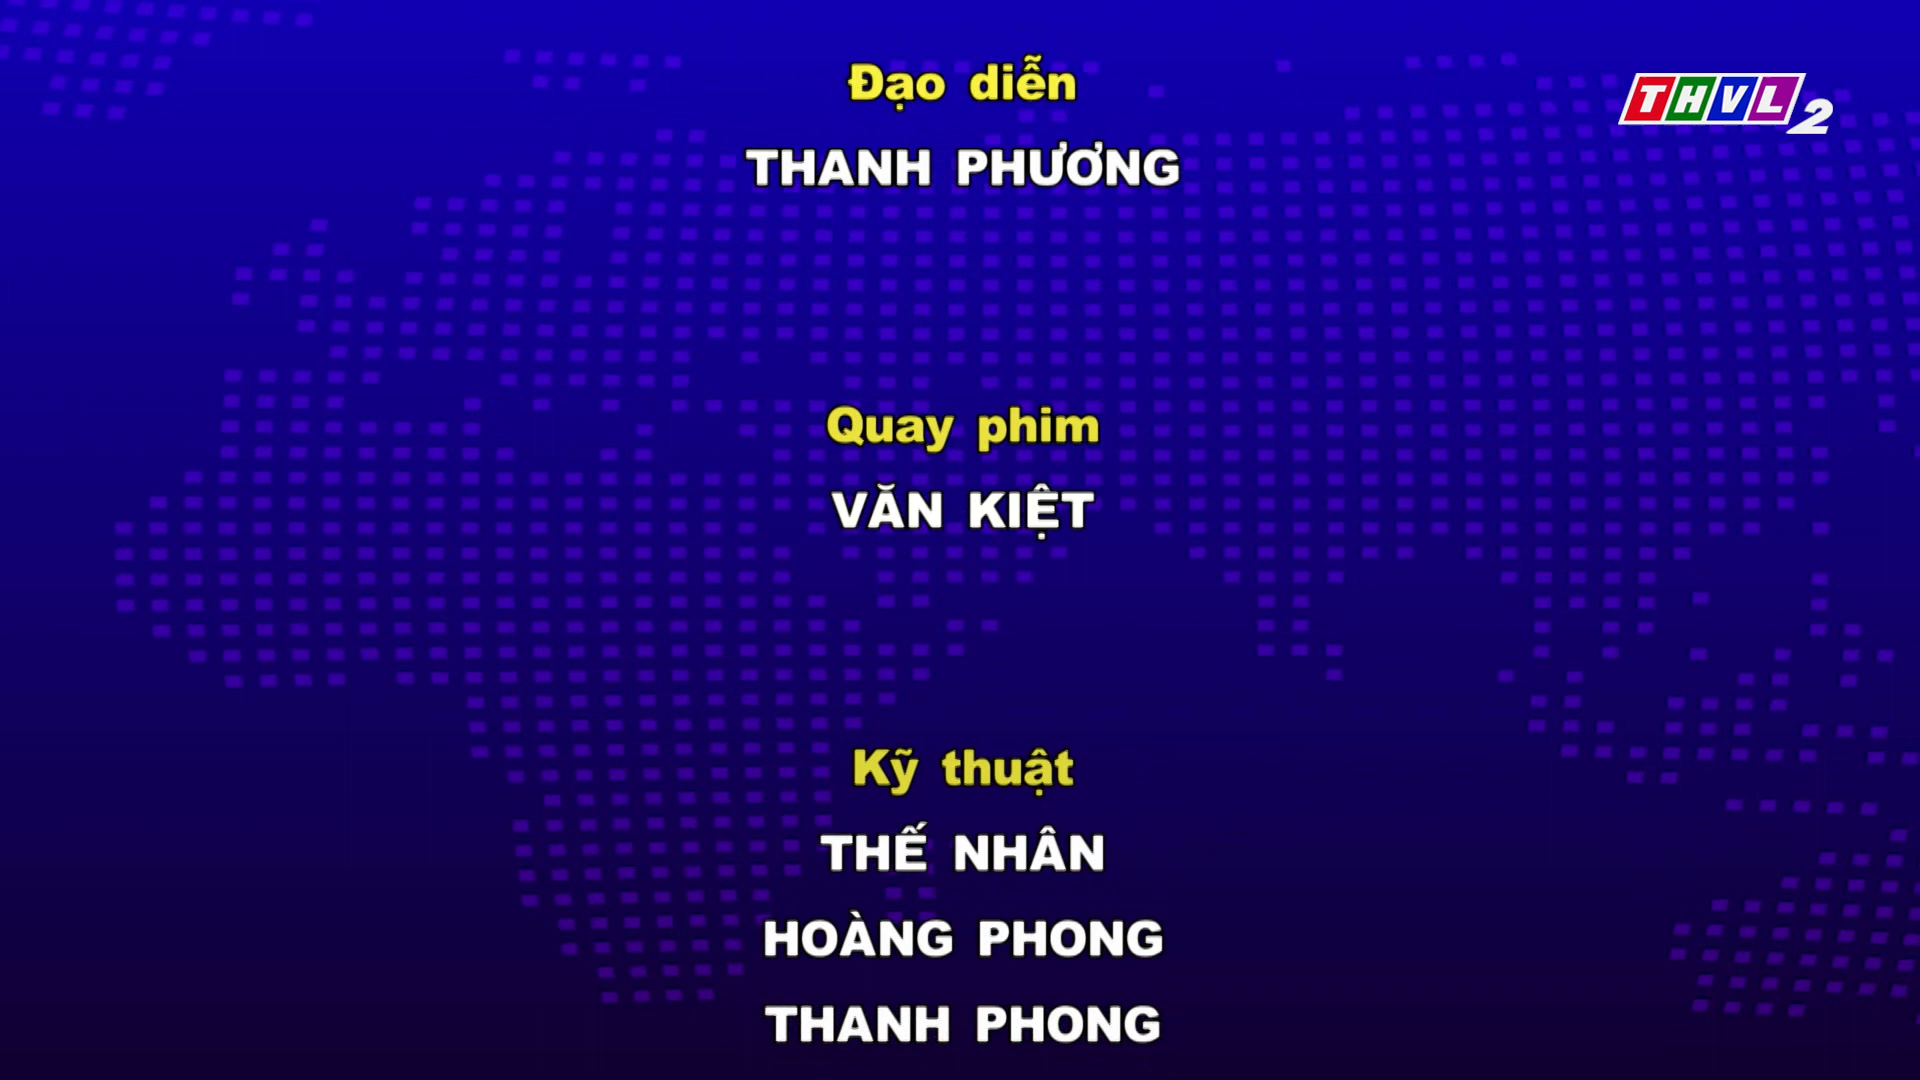 Đạo diễn
THVL2
THANH PHƯƠNG
Quay phim
VĂN KIỆT
Kỹ thuật
THẾ NHÂN
HOÀNG PHONG
THANH PHONG